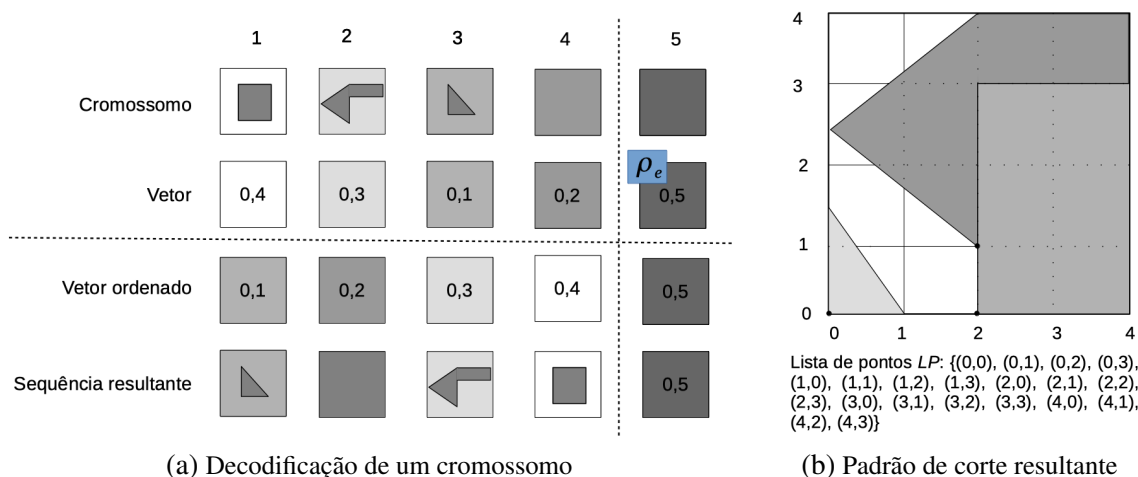 1 2 3 4 5
Cromossomo
Vetor 0,4 0,3 0,1 0,2 ρe 0,5
Vetor ordenado 0,1 0,2 0,3 0,4 0,5
Sequência resultante 0,5
(a) Decodificação de um cromossomo
4
3
2
1
0
0 1 2 3 4
Lista de pontos LP: {(0,0), (0,1), (0,2), (0,3),
(1,0), (1,1), (1,2), (1,3), (2,0), (2,1), (2,2),
(2,3), (3,0), (3,1), (3,2), (3,3), (4,0), (4,1),
(4,2), (4,3)}
(b) Padrão de corte resultante